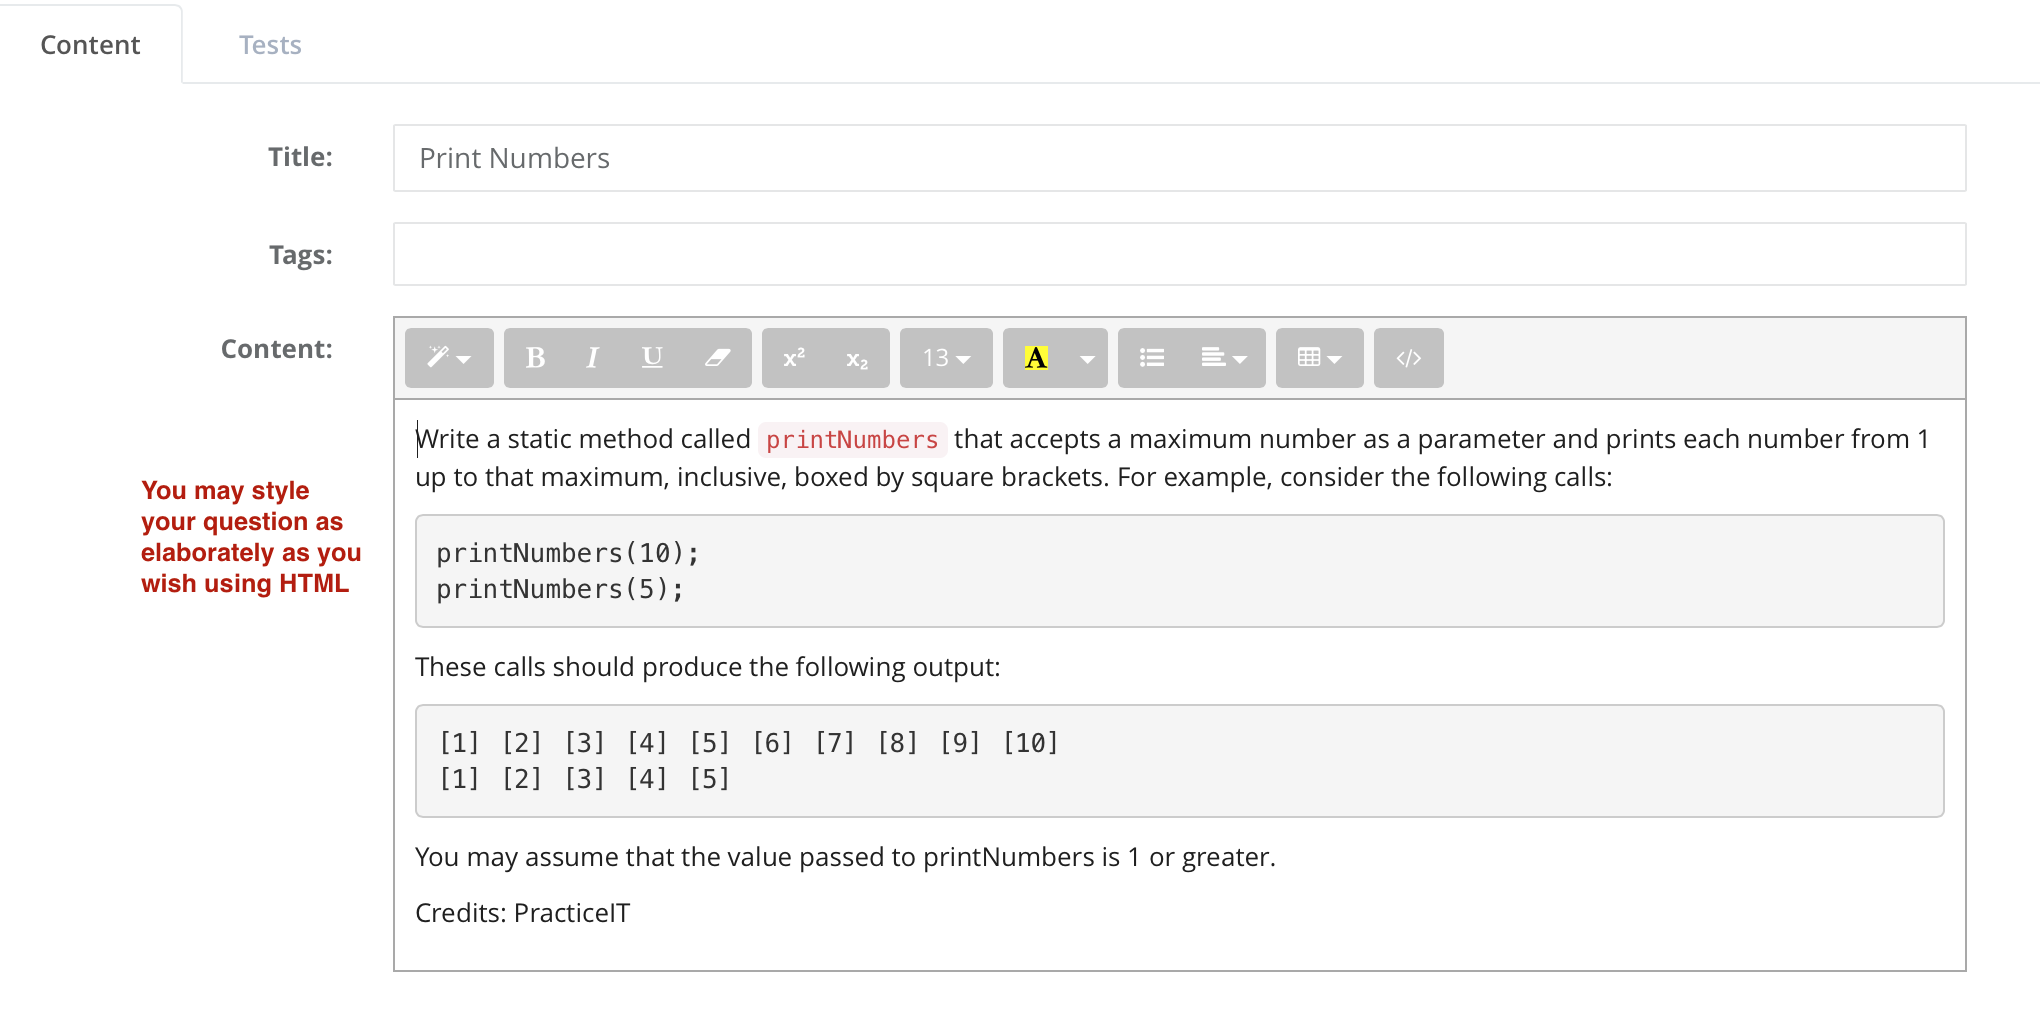 Content Tests
Title: Print Numbers
Tags:
Content:
B I U x² x₂ 13 A </>
Write a static method called printNumbers that accepts a maximum number as a parameter and prints each number from 1
up to that maximum, inclusive, boxed by square brackets. For example, consider the following calls:
You may style
your question as
elaborately as you
wish using HTML
printNumbers(10);
printNumbers(5);
These calls should produce the following output:
[1] [2] [3] [4] [5] [6] [7] [8] [9] [10]
[1] [2] [3] [4] [5]
You may assume that the value passed to printNumbers is 1 or greater.
Credits: PracticeIT